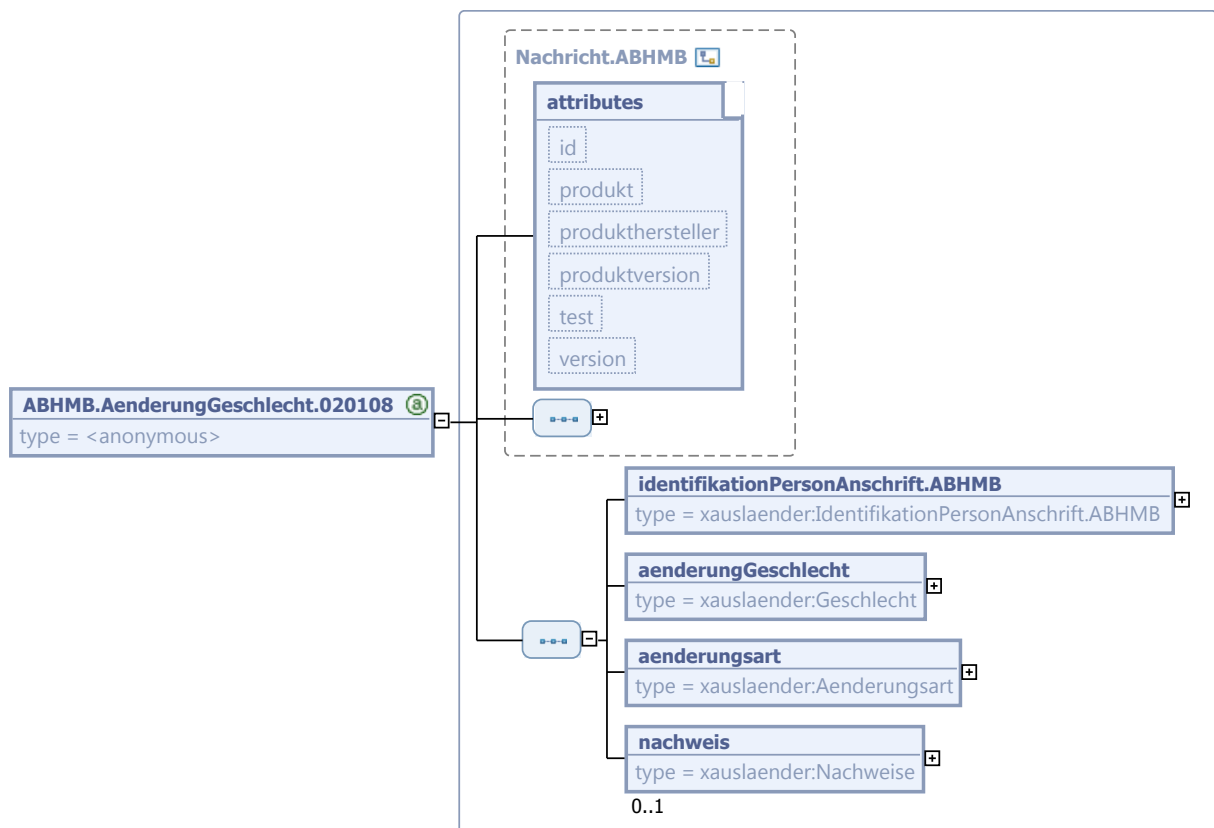 Nachricht.ABHMB
attributes
id
produkt
produkthersteller
produktversion
test
version
ABHMB.AenderungGeschlecht.020108 a
type = <anonymous>
identifikationPersonAnschrift.ABHMB
type = xauslaender:IdentifikationPersonAnschrift.ABHMB
aenderungGeschlecht
type = xauslaender:Geschlecht
aenderungsart
type = xauslaender:Aenderungsart
nachweis
type = xauslaender:Nachweise
0..1